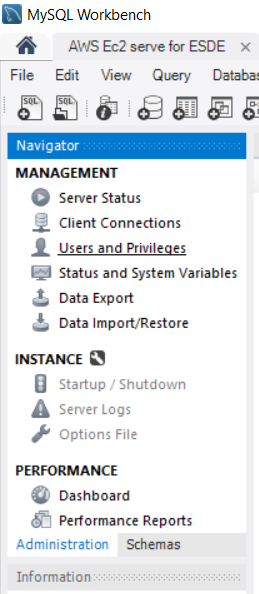 MySQL Workbench
AWS Ec2 serve for ESDE ×
File Edit View Query Databas
SQL SQL
Navigator
MANAGEMENT
Server Status
Client Connections
Users and Privileges
Status and System Variables
Data Export
Data Import/Restore
INSTANCE
Startup / Shutdown
Server Logs
Options File
PERFORMANCE
Dashboard
Performance Reports
Administration Schemas
Information